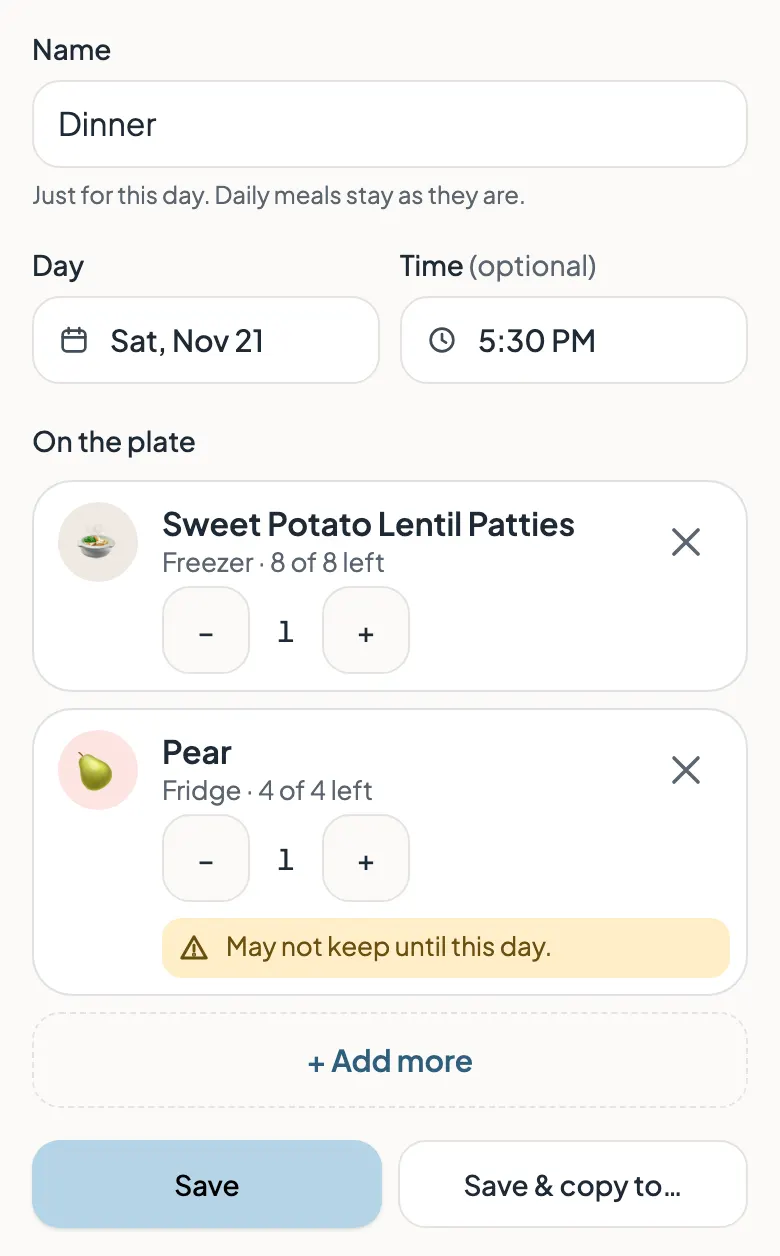 Name
Dinner
Just for this day. Daily meals stay as they are.
Day
Time (optional)
Sat, Nov 21
5:30 PM
On the plate
Sweet Potato Lentil Patties
Freezer · 8 of 8 left
- 1 +
Pear
Fridge · 4 of 4 left
- 1 +
May not keep until this day.
+ Add more
Save
Save & copy to…